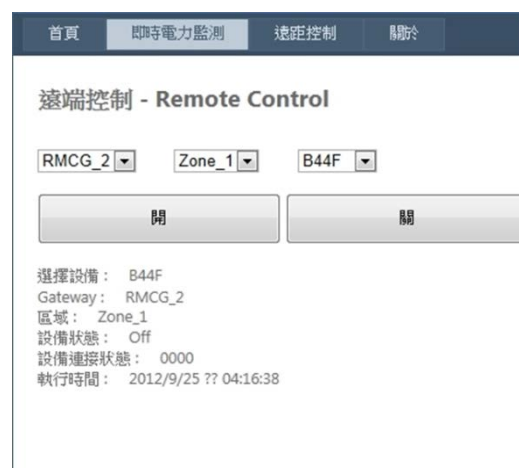 首頁 即時電力監測 遠距控制 關於
遠端控制 - Remote Control
RMCG_2 Zone_1 B44F
開 關
選擇設備： B44F
Gateway： RMCG_2
區域： Zone_1
設備狀態： Off
設備連接狀態： 0000
執行時間： 2012/9/25 ?? 04:16:38